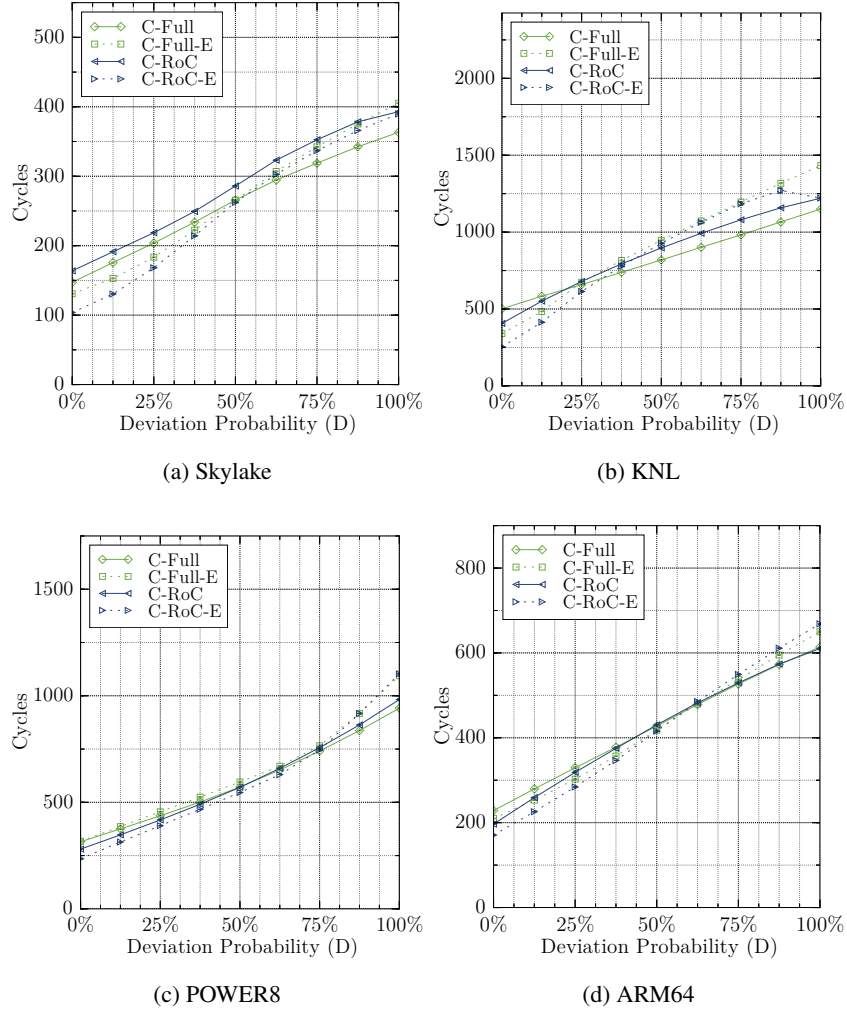 550
C-Full
C-Full-E
C-RoC
C-RoC-E
400
300
200
100
0
Cycles
0% 25% 50% 75% 100%
Deviation Probability (D)
(a) Skylake
2250
2000
C-Full
C-Full-E
C-RoC
C-RoC-E
1500
1000
500
0
Cycles
0% 25% 50% 75% 100%
Deviation Probability (D)
(b) KNL
1500
C-Full
C-Full-E
C-RoC
C-RoC-E
1000
500
0
Cycles
0% 25% 50% 75% 100%
Deviation Probability (D)
(c) POWER8
800
C-Full
C-Full-E
C-RoC
C-RoC-E
600
400
200
0
Cycles
0% 25% 50% 75% 100%
Deviation Probability (D)
(d) ARM64